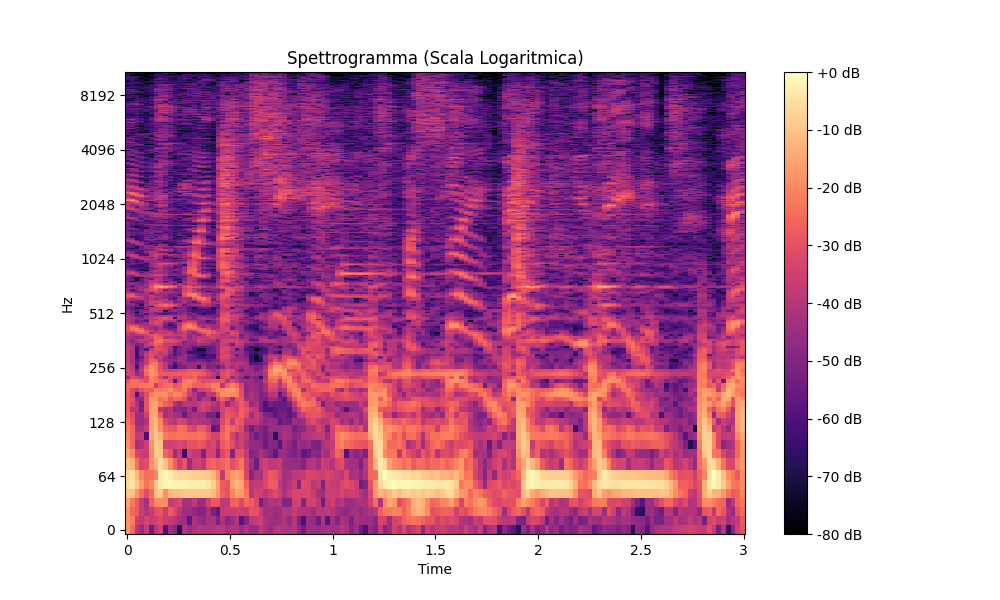 Spettrogramma (Scala Logaritmica)
Hz
8192
4096
2048
1024
512
256
128
64
0
0 0.5 1 1.5 2 2.5 3
Time
+0 dB
-10 dB
-20 dB
-30 dB
-40 dB
-50 dB
-60 dB
-70 dB
-80 dB